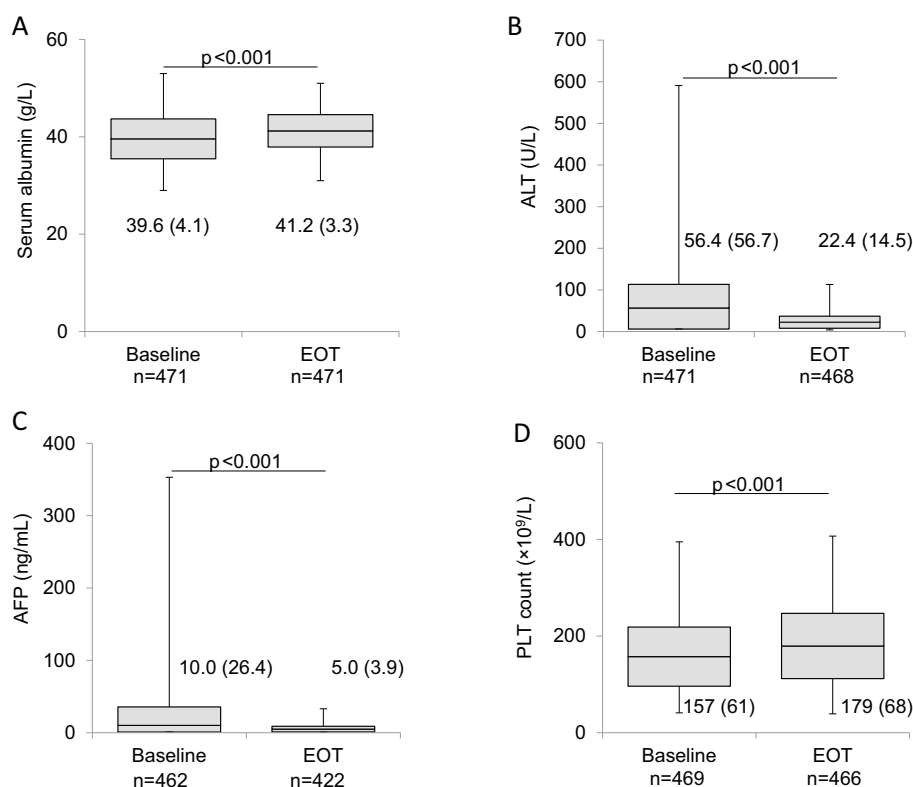 A
Serum albumin (g/L)
60
40
20
0
p<0.001
39.6 (4.1)
41.2 (3.3)
Baseline
n=471
EOT
n=471
B
ALT (U/L)
700
600
500
400
300
200
100
0
p<0.001
56.4 (56.7)
22.4 (14.5)
Baseline
n=471
EOT
n=468
C
AFP (ng/mL)
400
300
200
100
0
p<0.001
10.0 (26.4)
5.0 (3.9)
Baseline
n=462
EOT
n=422
D
PLT count (×10⁹/L)
600
400
200
0
p<0.001
157 (61)
179 (68)
Baseline
n=469
EOT
n=466